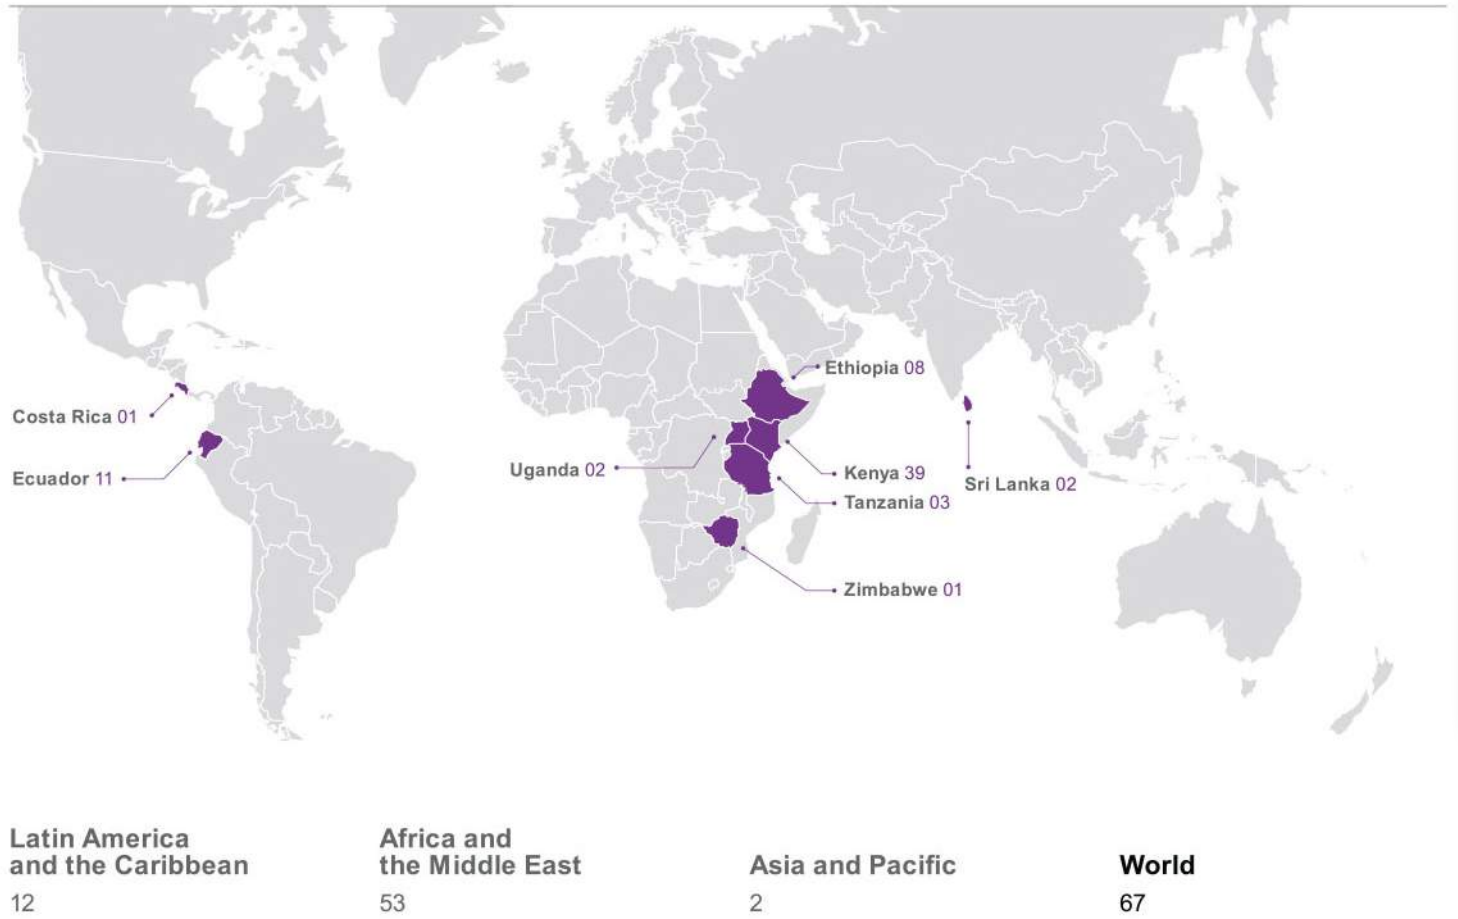 Ethiopia 08
Costa Rica 01
Ecuador 11
Uganda 02
Kenya 39
Sri Lanka 02
Tanzania 03
Zimbabwe 01
Latin America
and the Caribbean
12
Africa and
the Middle East
53
Asia and Pacific
2
World
67